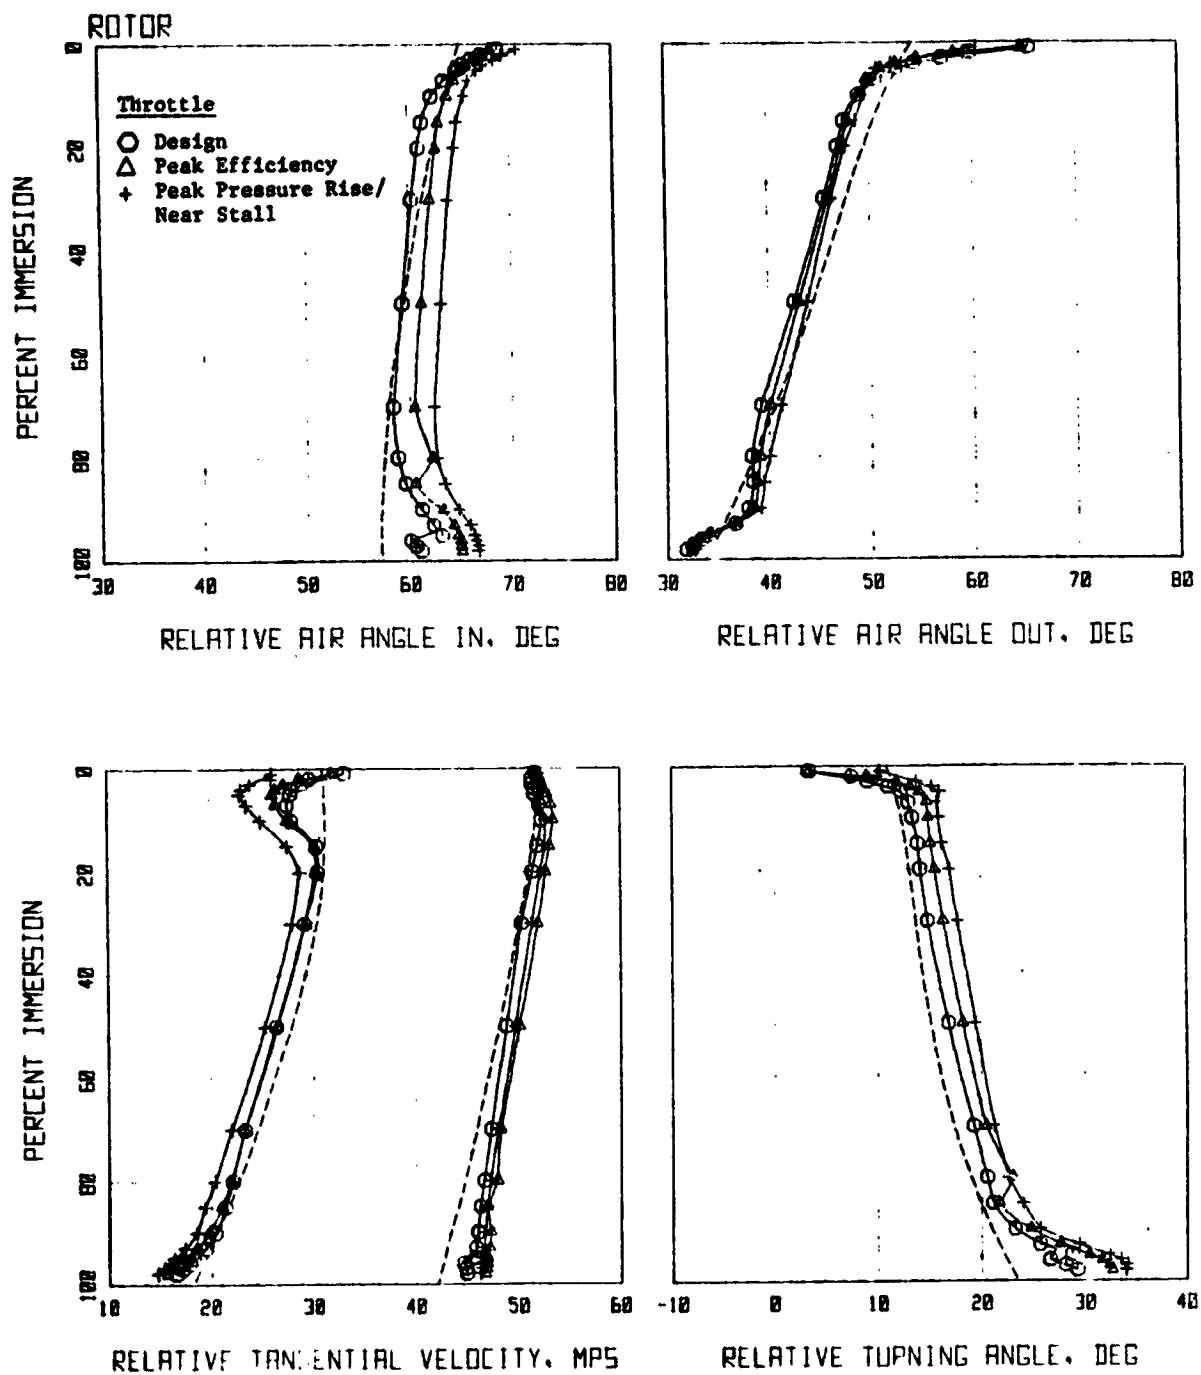 ROTOR
Throttle
Design
Peak Efficiency
Peak Pressure Rise/
Near Stall
PERCENT IMMERSION
0
20
40
60
80
100
30 40 50 60 70 80
RELATIVE AIR ANGLE IN, DEG
30 40 50 60 70 80
RELATIVE AIR ANGLE OUT, DEG
PERCENT IMMERSION
0
20
40
60
80
100
10 20 30 40 50 60
RELATIVE TAN ENTIAL VELOCITY, MPS
-10 0 10 20 30 40
RELATIVE TUPNING ANGLE, DEG